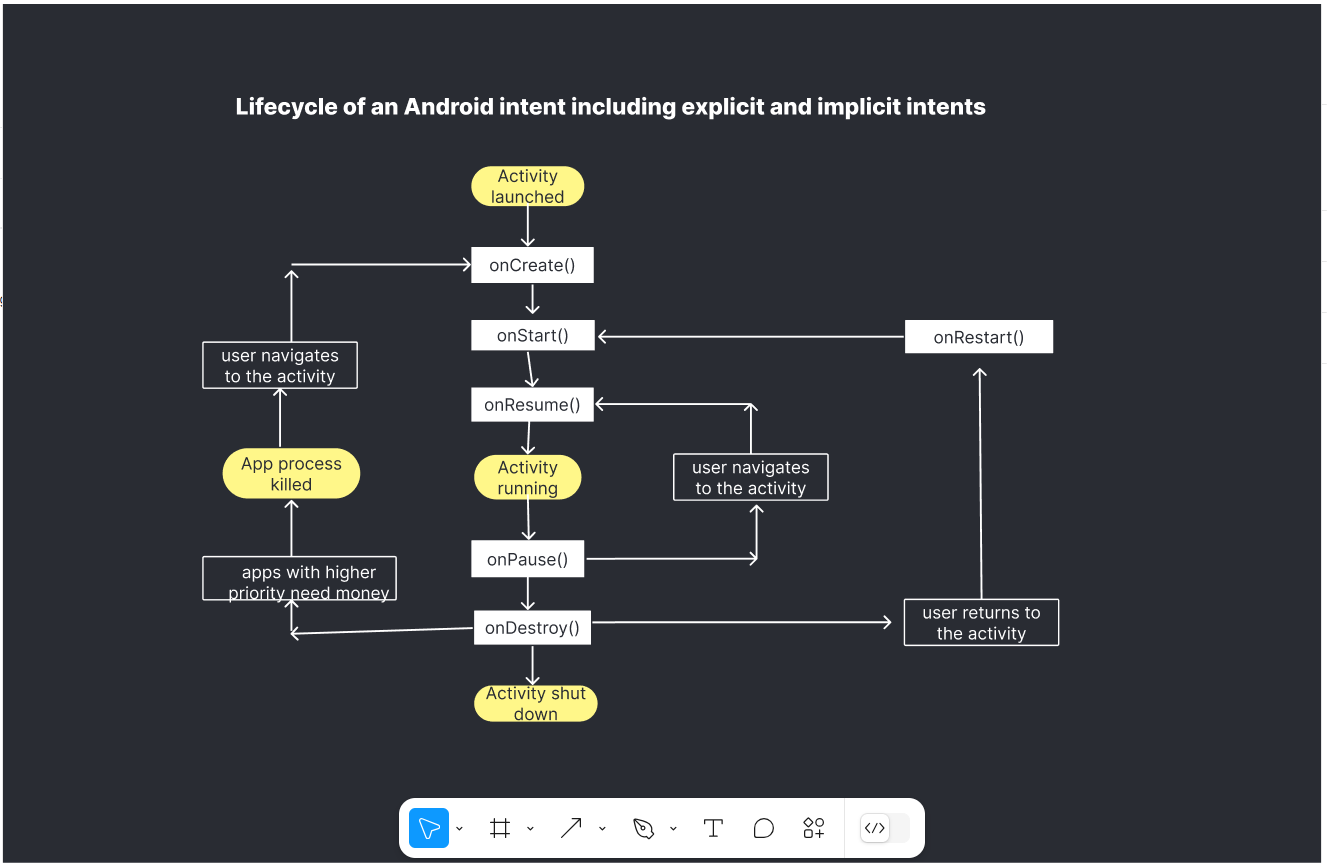 Lifecycle of an Android intent including explicit and implicit intents
Activity
launched
onCreate()
onStart()
onRestart()
user navigates
to the activity
onResume()
App process
killed
Activity
running
user navigates
to the activity
onPause()
apps with higher
priority need money
onDestroy()
user returns to
the activity
Activity shut
down
T
</>